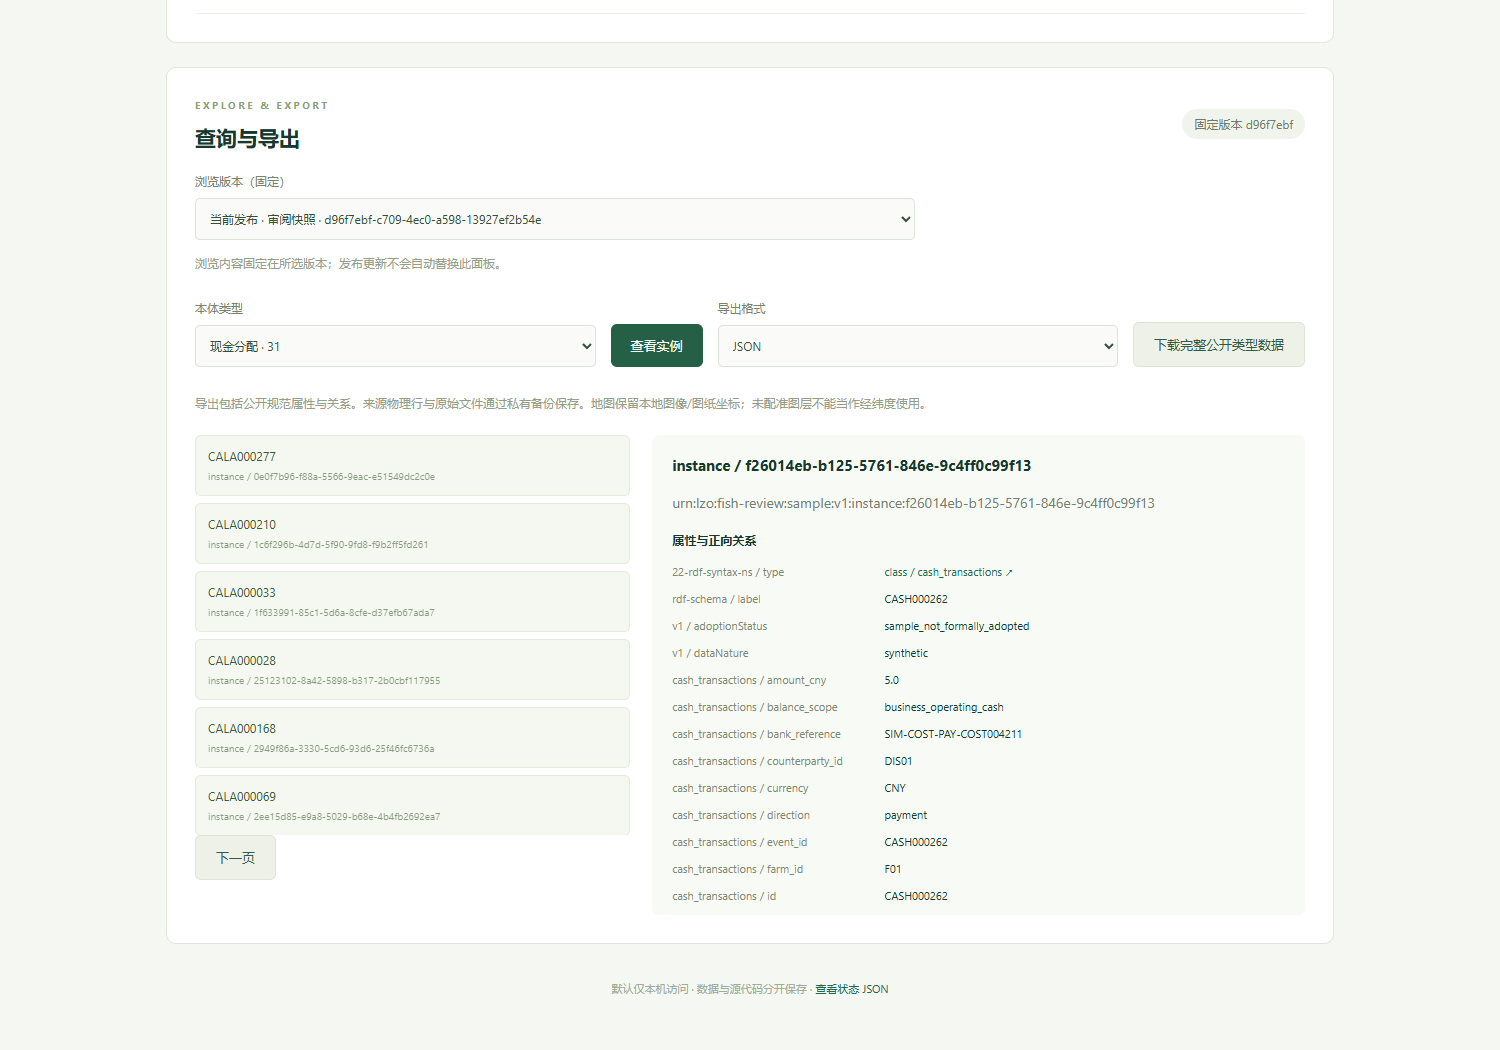 EXPLORE & EXPORT
查询与导出
固定版本 d96f7ebf
浏览版本（固定）
当前发布 · 审阅快照 · d96f7ebf-c709-4ec0-a598-13927ef2b54e
浏览内容固定在所选版本；发布更新不会自动替换此面板。
本体类型
导出格式
现金分配 · 31
查看实例
JSON
下载完整公开类型数据
导出包括公开规范属性与关系。来源物理行与原始文件通过私有备份保存。地图保留本地图像/图纸坐标；未配准图层不能当作经纬度使用。
CALA000277
instance / 0e0f7b96-f88a-5566-9eac-e51549dc2c0e
CALA000210
instance / 1c6f296b-4d7d-5f90-9fd8-f9b2ff5fd261
CALA000033
instance / 1f633991-85c1-5d6a-8cfe-d37efb67ada7
CALA000028
instance / 25123102-8a42-5898-b317-2b0cbf117955
CALA000168
instance / 2949f86a-3330-5cd6-93d6-25f46fc6736a
CALA000069
instance / 2ee15d85-e9a8-5029-b68e-4b4fb2692ea7
下一页
instance / f26014eb-b125-5761-846e-9c4ff0c99f13
urn:lzo:fish-review:sample:v1:instance:f26014eb-b125-5761-846e-9c4ff0c99f13
属性与正向关系
22-rdf-syntax-ns / type class / cash_transactions ↗
rdf-schema / label CASH000262
v1 / adoptionStatus sample_not_formally_adopted
v1 / dataNature synthetic
cash_transactions / amount_cny 5.0
cash_transactions / balance_scope business_operating_cash
cash_transactions / bank_reference SIM-COST-PAY-COST004211
cash_transactions / counterparty_id DIS01
cash_transactions / currency CNY
cash_transactions / direction payment
cash_transactions / event_id CASH000262
cash_transactions / farm_id F01
cash_transactions / id CASH000262
默认仅本机访问 · 数据与源代码分开保存 · 查看状态 JSON